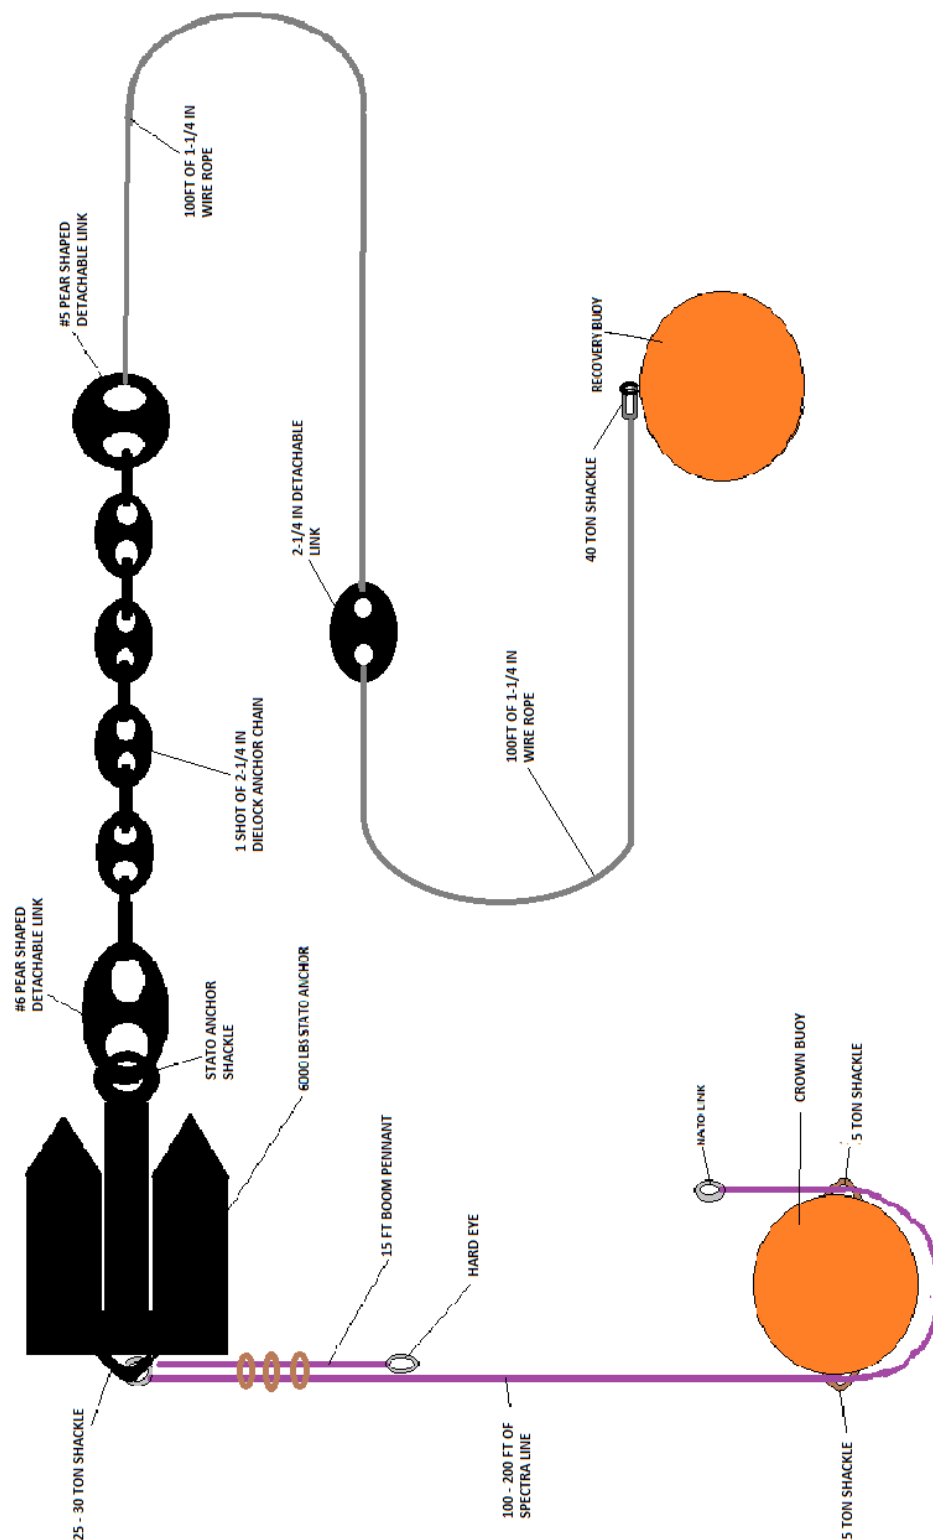 100FT OF 1-1/4 IN
WIRE ROPE
#5 PEAR SHAPED
DETACHABLE LINK
RECOVERY BUOY
40 TON SHACKLE
2-1/4 IN DETACHABLE
LINK
100FT OF 1-1/4 IN
WIRE ROPE
1 SHOT OF 2-1/4 IN
DIELOCK ANCHOR CHAIN
#6 PEAR SHAPED
DETACHABLE LINK
STATO ANCHOR
SHACKLE
6000 LBS STATO ANCHOR
15 FT BOOM PENNANT
HARD EYE
NATO LINK
CROWN BUOY
5 TON SHACKLE
25 - 30 TON SHACKLE
100 - 200 FT OF
SPECTRA LINE
5 TON SHACKLE